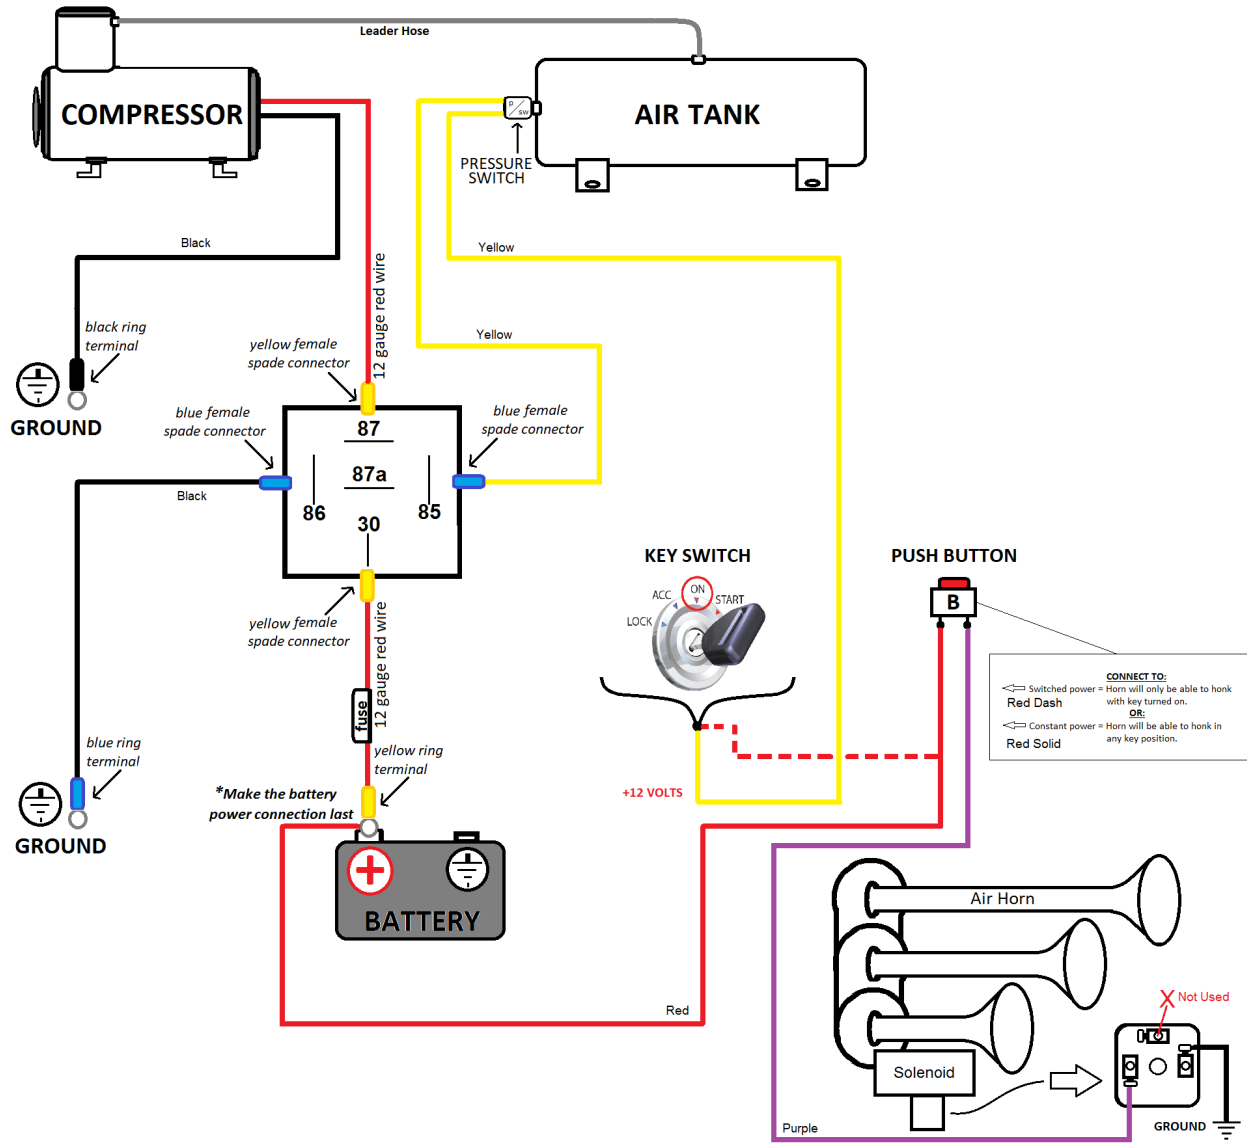 Leader Hose
COMPRESSOR
AIR TANK
P
sw
PRESSURE
SWITCH
Black
Yellow
12 gauge red wire
black ring
terminal
yellow female
spade connector
Yellow
GROUND
blue female
spade connector
blue female
spade connector
87
87a
86
85
30
Black
yellow female
spade connector
12 gauge red wire
fuse
KEY SWITCH
LOCK
ACC
ON
START
PUSH BUTTON
B
CONNECT TO:
Switched power = Horn will only be able to honk
Red Dash
with key turned on.
OR:
Constant power = Horn will be able to honk in
Red Solid
any key position.
blue ring
terminal
yellow ring
terminal
*Make the battery
power connection last
+12 VOLTS
GROUND
BATTERY
Air Horn
Red
X Not Used
Solenoid
GROUND
Purple